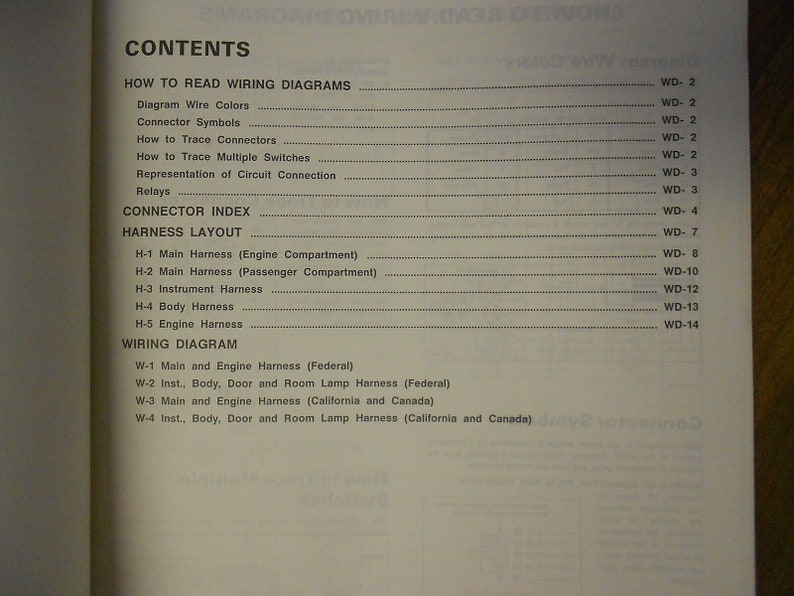 CONTENTS
HOW TO READ WIRING DIAGRAMS ........ WD- 2
Diagram Wire Colors ........ WD- 2
Connector Symbols ........ WD- 2
How to Trace Connectors ........ WD- 2
How to Trace Multiple Switches ........ WD- 2
Representation of Circuit Connection ........ WD- 3
Relays ........ WD- 3
CONNECTOR INDEX ........ WD- 4
HARNESS LAYOUT ........ WD- 7
H-1 Main Harness (Engine Compartment) ........ WD- 8
H-2 Main Harness (Passenger Compartment) ........ WD-10
H-3 Instrument Harness ........ WD-12
H-4 Body Harness ........ WD-13
H-5 Engine Harness ........ WD-14
WIRING DIAGRAM
W-1 Main and Engine Harness (Federal)
W-2 Inst., Body, Door and Room Lamp Harness (Federal)
W-3 Main and Engine Harness (California and Canada)
W-4 Inst., Body, Door and Room Lamp Harness (California and Canada)